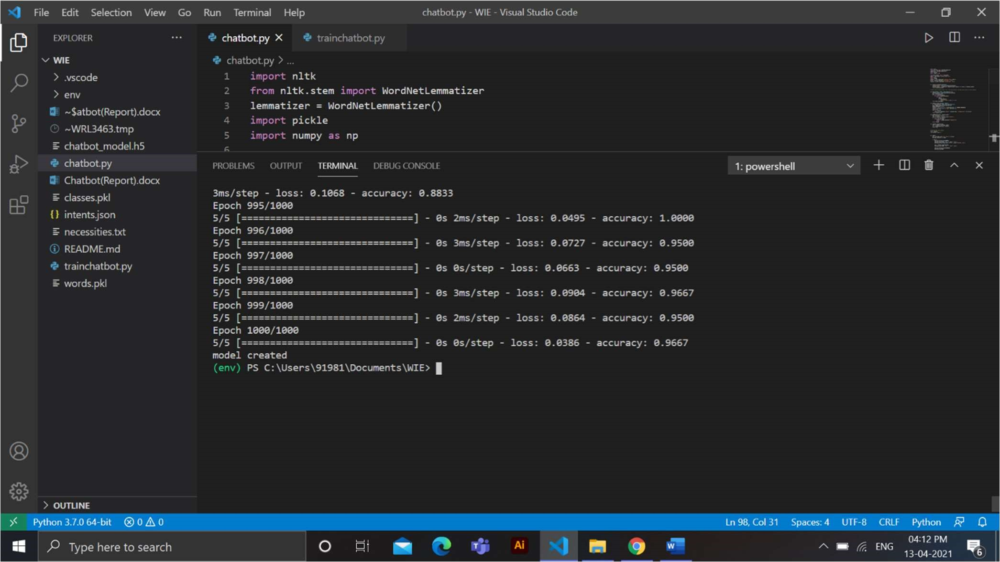 File Edit Selection View Go Run Terminal Help
chatbot.py - WIE - Visual Studio Code
EXPLORER
WIE
.vscode
env
~$atbot(Report).docx
~WRL3463.tmp
chatbot_model.h5
chatbot.py
Chatbot(Report).docx
classes.pkl
intents.json
necessities.txt
README.md
trainchatbot.py
words.pkl
OUTLINE
chatbot.py trainchatbot.py
chatbot.py > ...
1 import nltk
2 from nltk.stem import WordNetLemmatizer
3 lemmatizer = WordNetLemmatizer()
4 import pickle
5 import numpy as np
6
PROBLEMS OUTPUT TERMINAL DEBUG CONSOLE 1: powershell
3ms/step - loss: 0.1068 - accuracy: 0.8833
Epoch 995/1000
5/5 [==============================] - 0s 2ms/step - loss: 0.0495 - accuracy: 1.0000
Epoch 996/1000
5/5 [==============================] - 0s 3ms/step - loss: 0.0727 - accuracy: 0.9500
Epoch 997/1000
5/5 [==============================] - 0s 0s/step - loss: 0.0663 - accuracy: 0.9500
Epoch 998/1000
5/5 [==============================] - 0s 3ms/step - loss: 0.0904 - accuracy: 0.9667
Epoch 999/1000
5/5 [==============================] - 0s 2ms/step - loss: 0.0864 - accuracy: 0.9500
Epoch 1000/1000
5/5 [==============================] - 0s 0s/step - loss: 0.0386 - accuracy: 0.9667
model created
(env) PS C:\Users\91981\Documents\WIE>
Python 3.7.0 64-bit 0 0 Ln 98, Col 31 Spaces: 4 UTF-8 CRLF Python
Type here to search
Ai
ENG
04:12 PM
13-04-2021
6